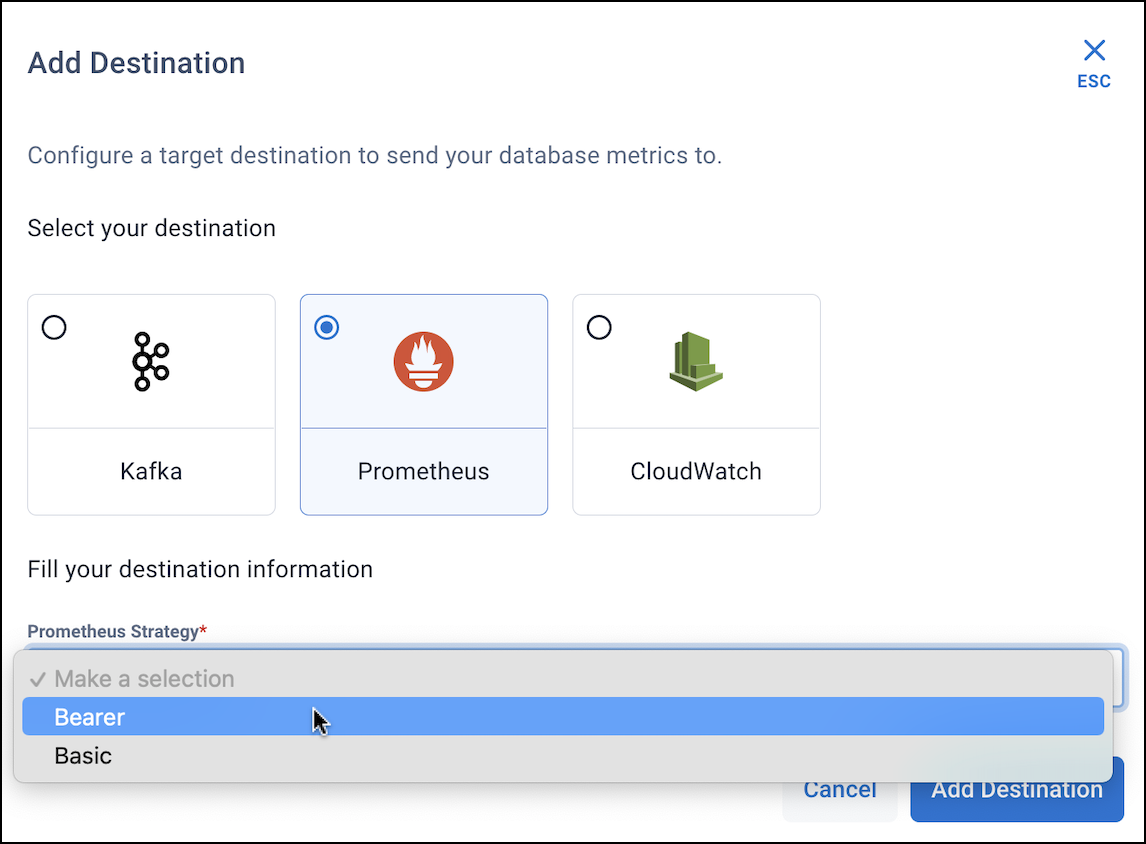 Add Destination
ESC
Configure a target destination to send your database metrics to.
Select your destination
Kafka
Prometheus
CloudWatch
Fill your destination information
Prometheus Strategy*
✓ Make a selection
Bearer
Basic
Cancel
Add Destination